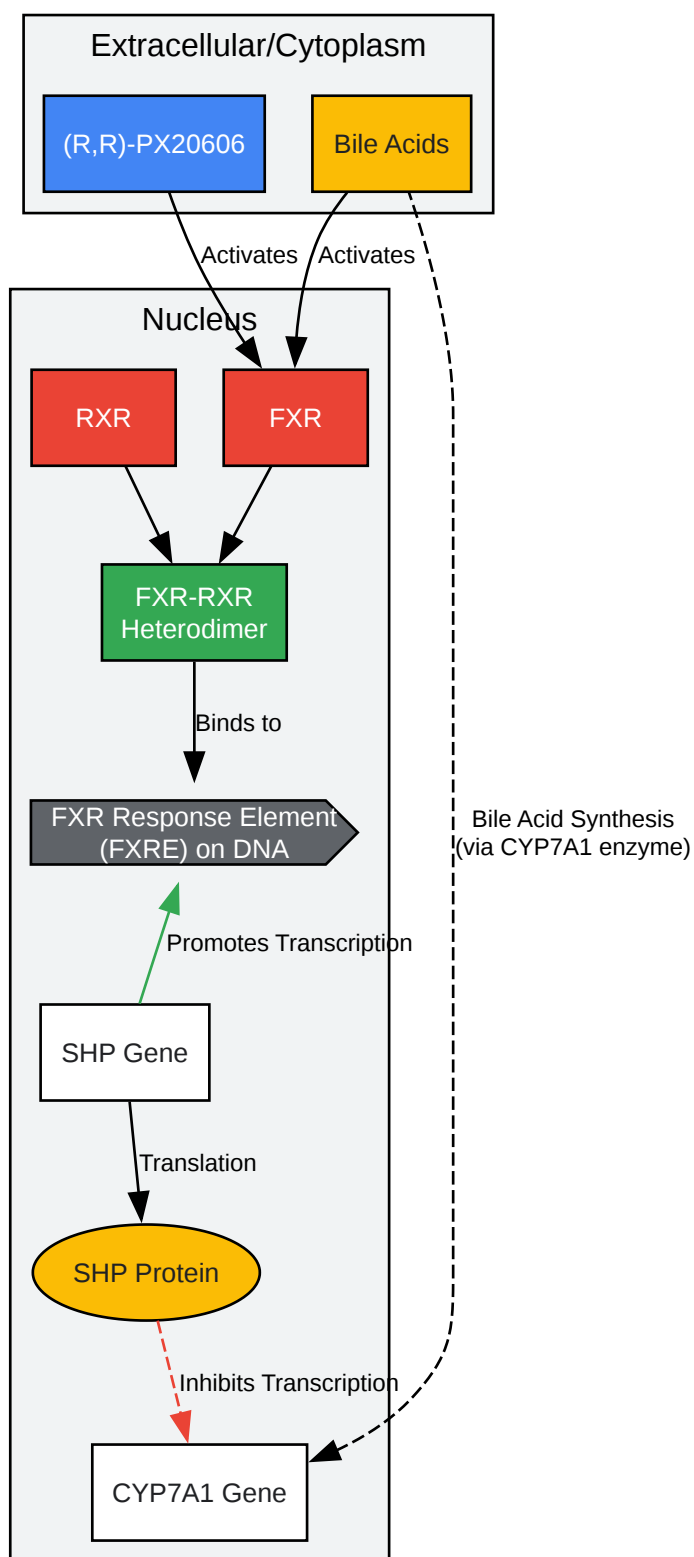 Extracellular/Cytoplasm
(R,R)-PX20606
Bile Acids
Activates
Activates
Nucleus
RXR
FXR
FXR-RXR
Heterodimer
Binds to
FXR Response Element
(FXRE) on DNA
Bile Acid Synthesis
(via CYP7A1 enzyme)
Promotes Transcription
SHP Gene
Translation
SHP Protein
Inhibits Transcription
CYP7A1 Gene